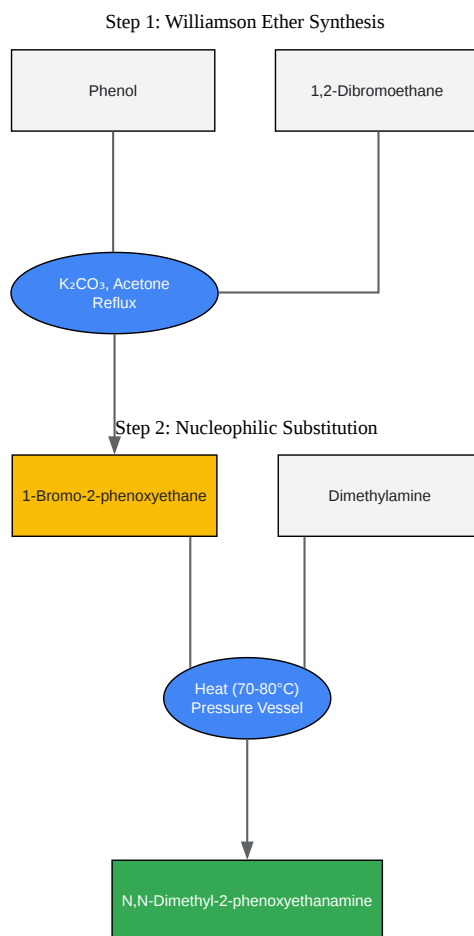 Step 1: Williamson Ether Synthesis
Phenol
1,2-Dibromoethane
K₂CO₃, Acetone
Reflux
Step 2: Nucleophilic Substitution
1-Bromo-2-phenoxyethane
Dimethylamine
Heat (70-80°C)
Pressure Vessel
N,N-Dimethyl-2-phenoxyethanamine